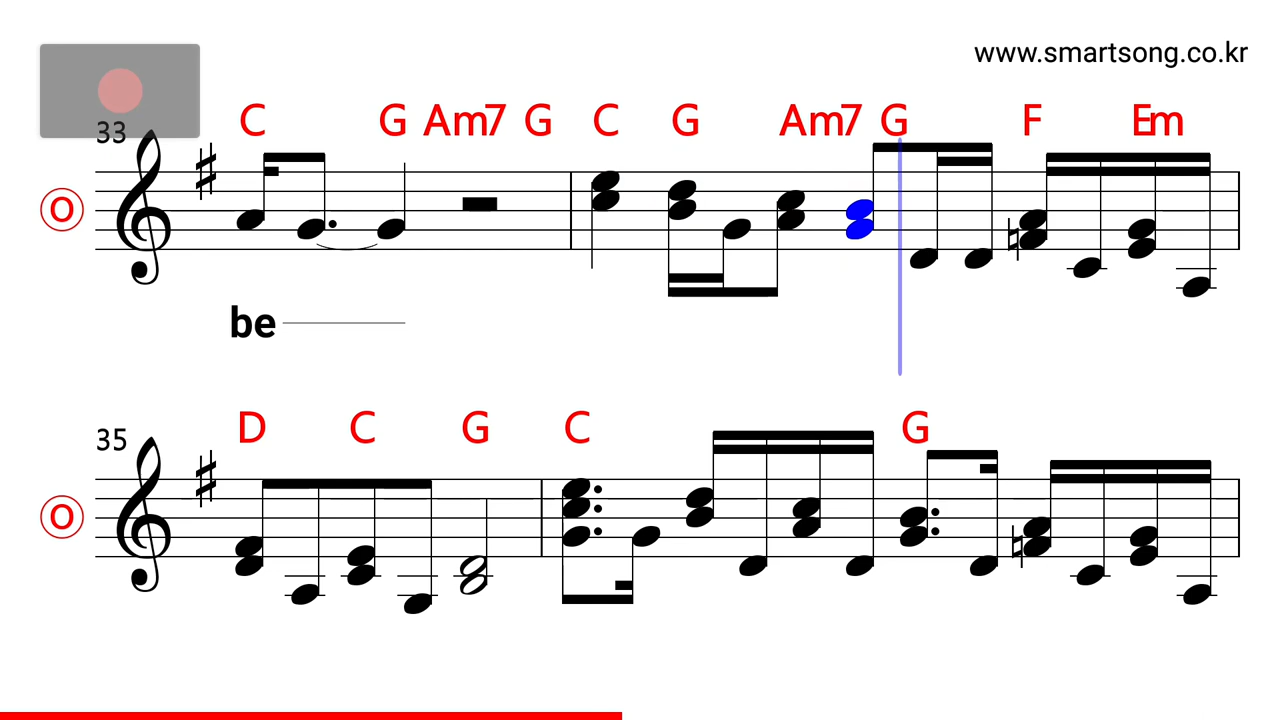 www.smartsong.co.kr
C G Am7 G C G Am7 G F Em
33
O
be
D C G C G
35
O